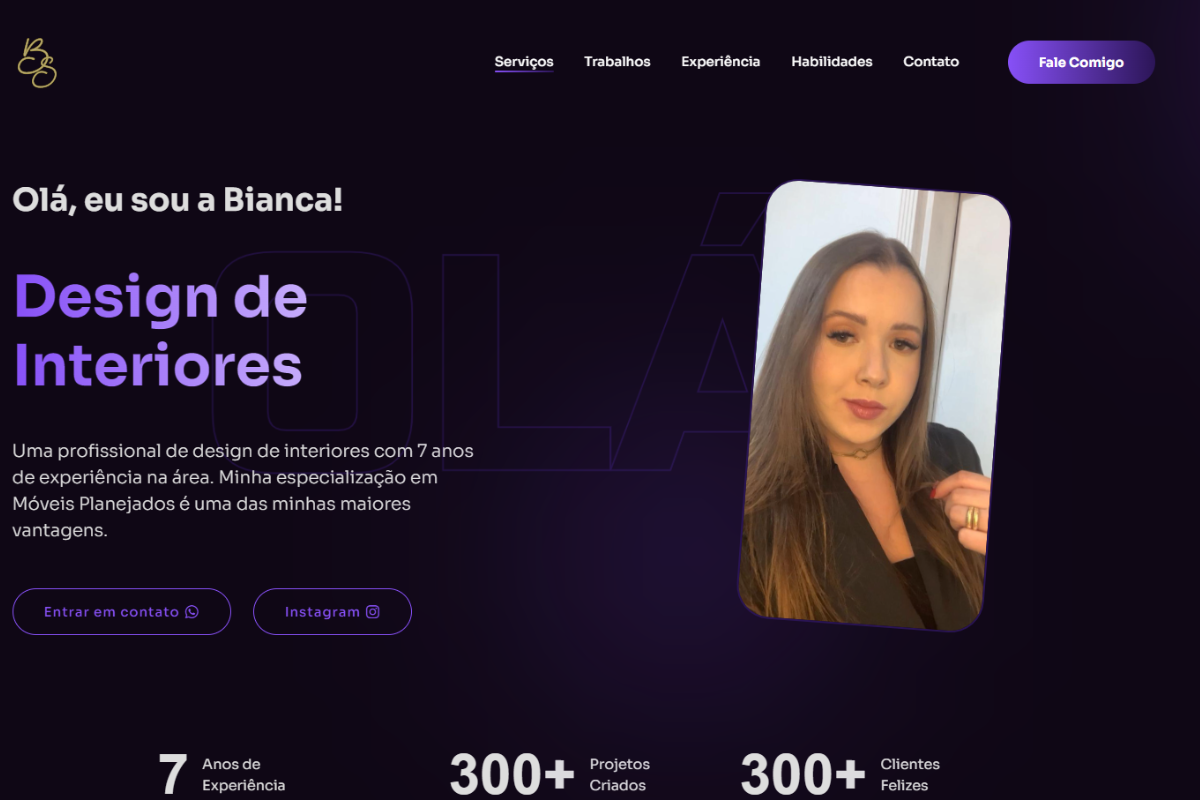 BS
Serviços
Trabalhos
Experiência
Habilidades
Contato
Fale Comigo
Olá, eu sou a Bianca!
OLÁ
Design de
Interiores
Uma profissional de design de interiores com 7 anos
de experiência na área. Minha especialização em
Móveis Planejados é uma das minhas maiores
vantagens.
Entrar em contato
Instagram
7
Anos de
Experiência
300+
Projetos
Criados
300+
Clientes
Felizes